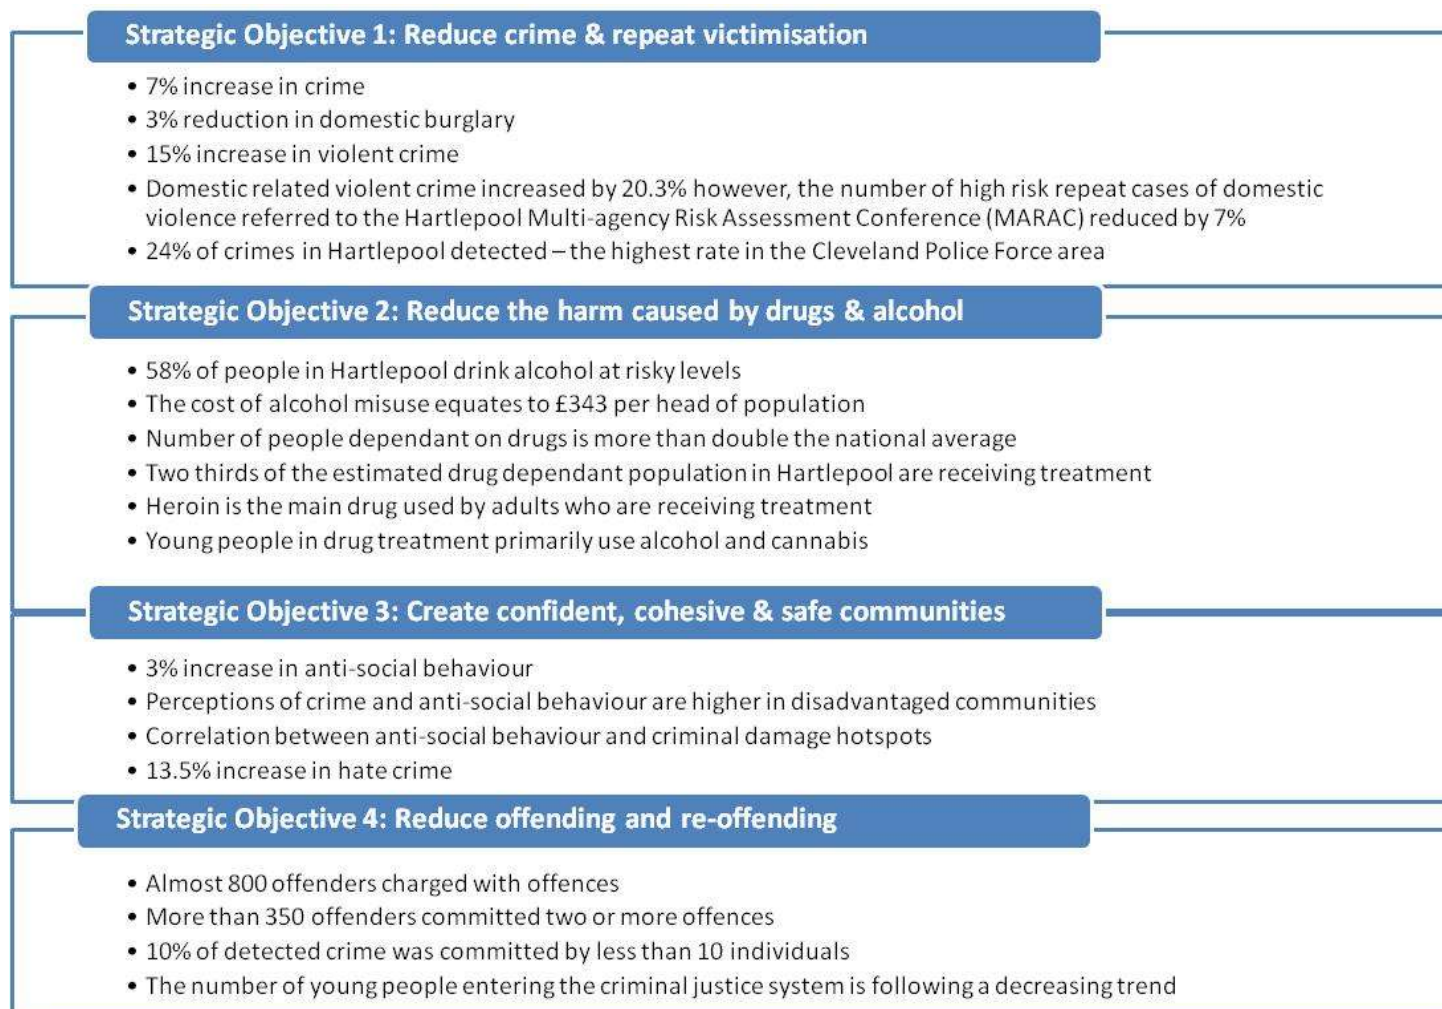 Strategic Objective 1: Reduce crime & repeat victimisation
• 7% increase in crime
• 3% reduction in domestic burglary
• 15% increase in violent crime
• Domestic related violent crime increased by 20.3% however, the number of high risk repeat cases of domestic
violence referred to the Hartlepool Multi-agency Risk Assessment Conference (MARAC) reduced by 7%
• 24% of crimes in Hartlepool detected – the highest rate in the Cleveland Police Force area
Strategic Objective 2: Reduce the harm caused by drugs & alcohol
• 58% of people in Hartlepool drink alcohol at risky levels
• The cost of alcohol misuse equates to £343 per head of population
• Number of people dependant on drugs is more than double the national average
• Two thirds of the estimated drug dependant population in Hartlepool are receiving treatment
• Heroin is the main drug used by adults who are receiving treatment
• Young people in drug treatment primarily use alcohol and cannabis
Strategic Objective 3: Create confident, cohesive & safe communities
• 3% increase in anti-social behaviour
• Perceptions of crime and anti-social behaviour are higher in disadvantaged communities
• Correlation between anti-social behaviour and criminal damage hotspots
• 13.5% increase in hate crime
Strategic Objective 4: Reduce offending and re-offending
• Almost 800 offenders charged with offences
• More than 350 offenders committed two or more offences
• 10% of detected crime was committed by less than 10 individuals
• The number of young people entering the criminal justice system is following a decreasing trend